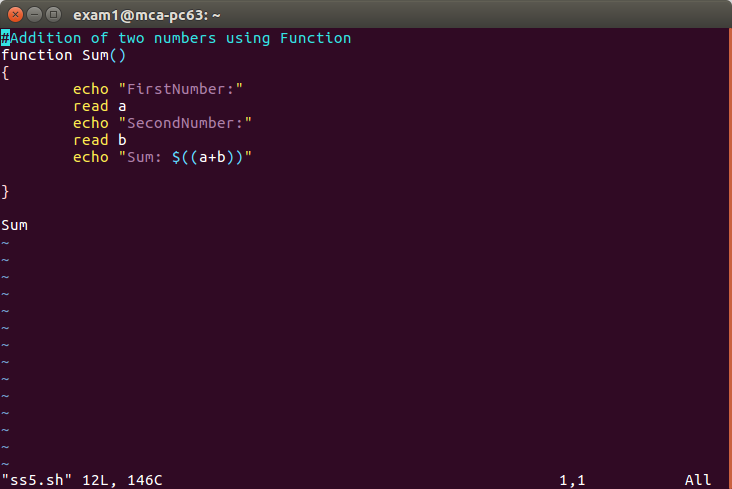 exam1@mca-pc63: ~
#Addition of two numbers using Function
function Sum()
{
        echo "FirstNumber:"
        read a
        echo "SecondNumber:"
        read b
        echo "Sum: $((a+b))"

}

Sum
~
~
~
~
~
~
~
~
~
~
~
~
~
~
"ss5.sh" 12L, 146C 1,1 All